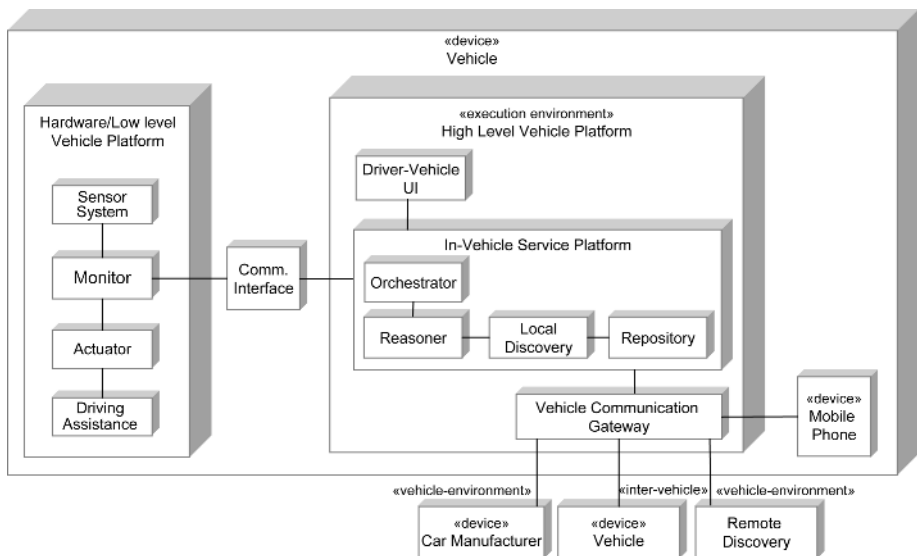 «device»
Vehicle
Hardware/Low level
Vehicle Platform
Sensor
System
Monitor
Actuator
Driving
Assistance
Comm.
Interface
«execution environment»
High Level Vehicle Platform
Driver-Vehicle
UI
In-Vehicle Service Platform
Orchestrator
Reasoner
Local
Discovery
Repository
Vehicle Communication
Gateway
«device»
Mobile
Phone
«vehicle-environment»
«inter-vehicle»
«vehicle-environment»
«device»
Car Manufacturer
«device»
Vehicle
Remote
Discovery